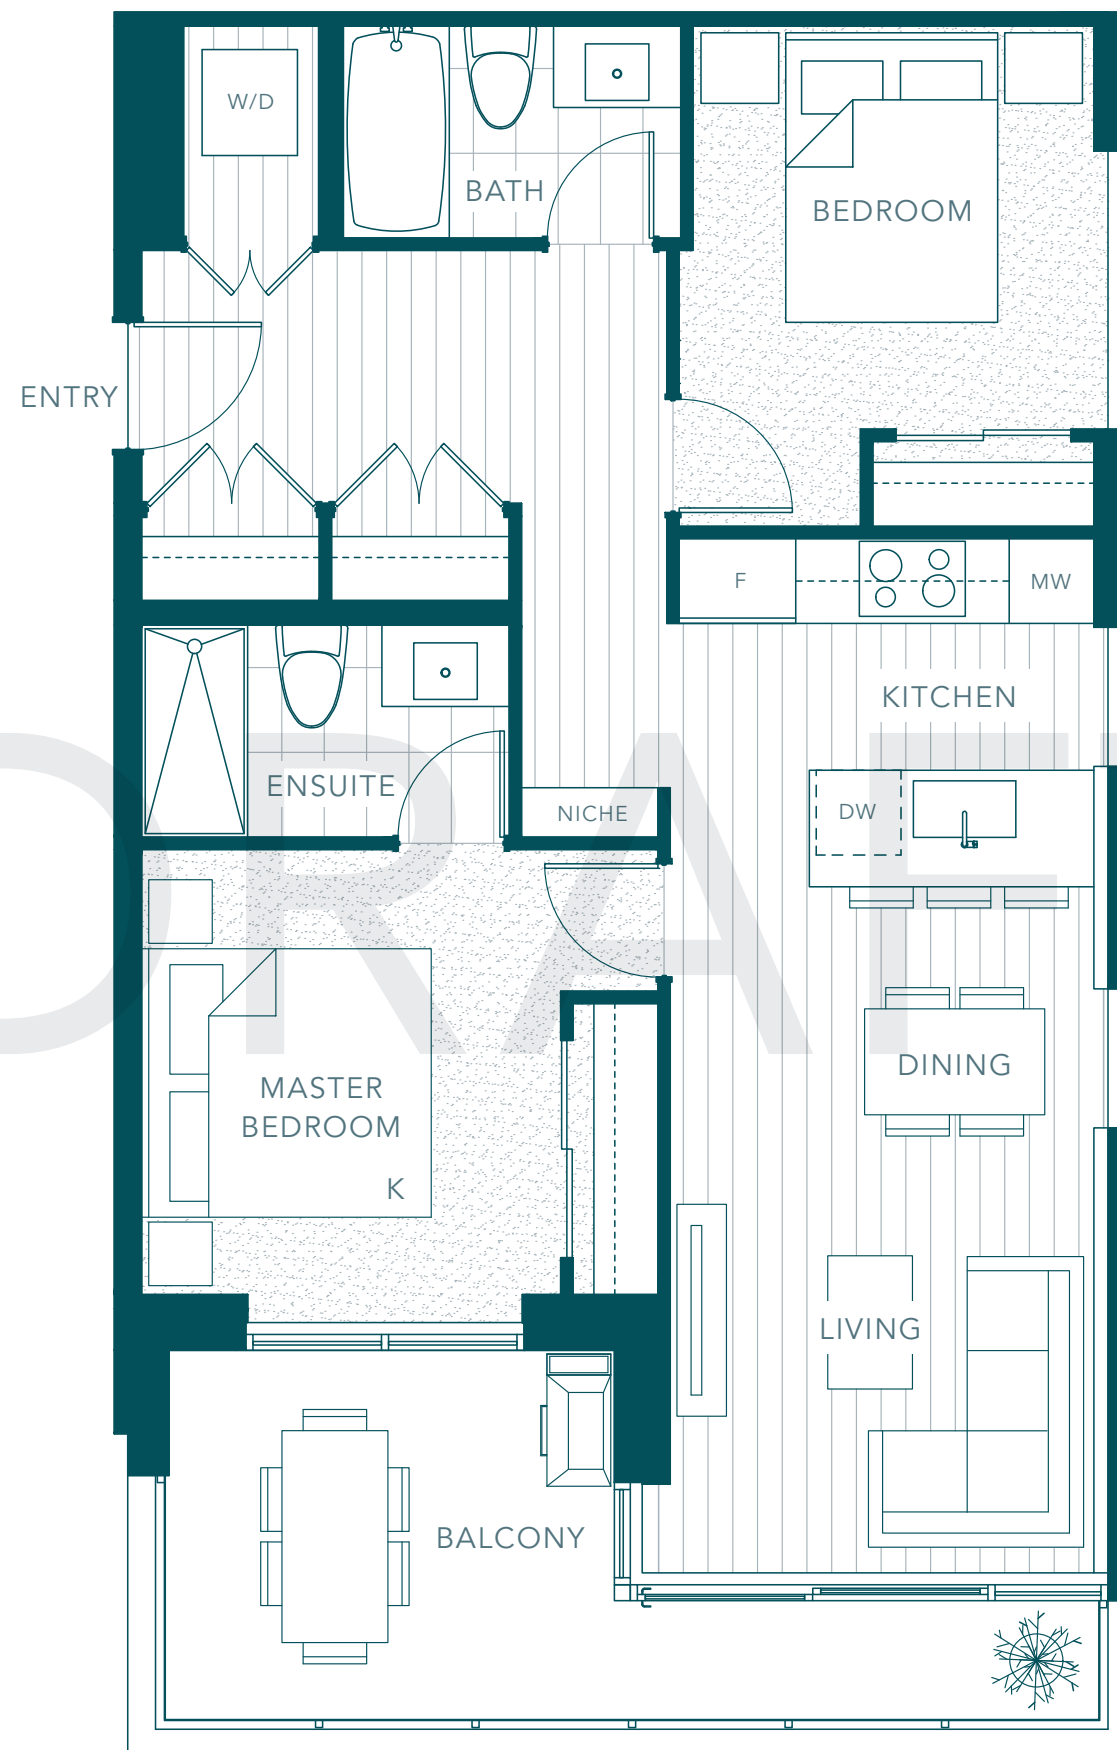 W/D
BATH
BEDROOM
ENTRY
F
MW
KITCHEN
ENSUITE
DW
NICHE
DRAFT
DINING
MASTER
BEDROOM
K
LIVING
BALCONY